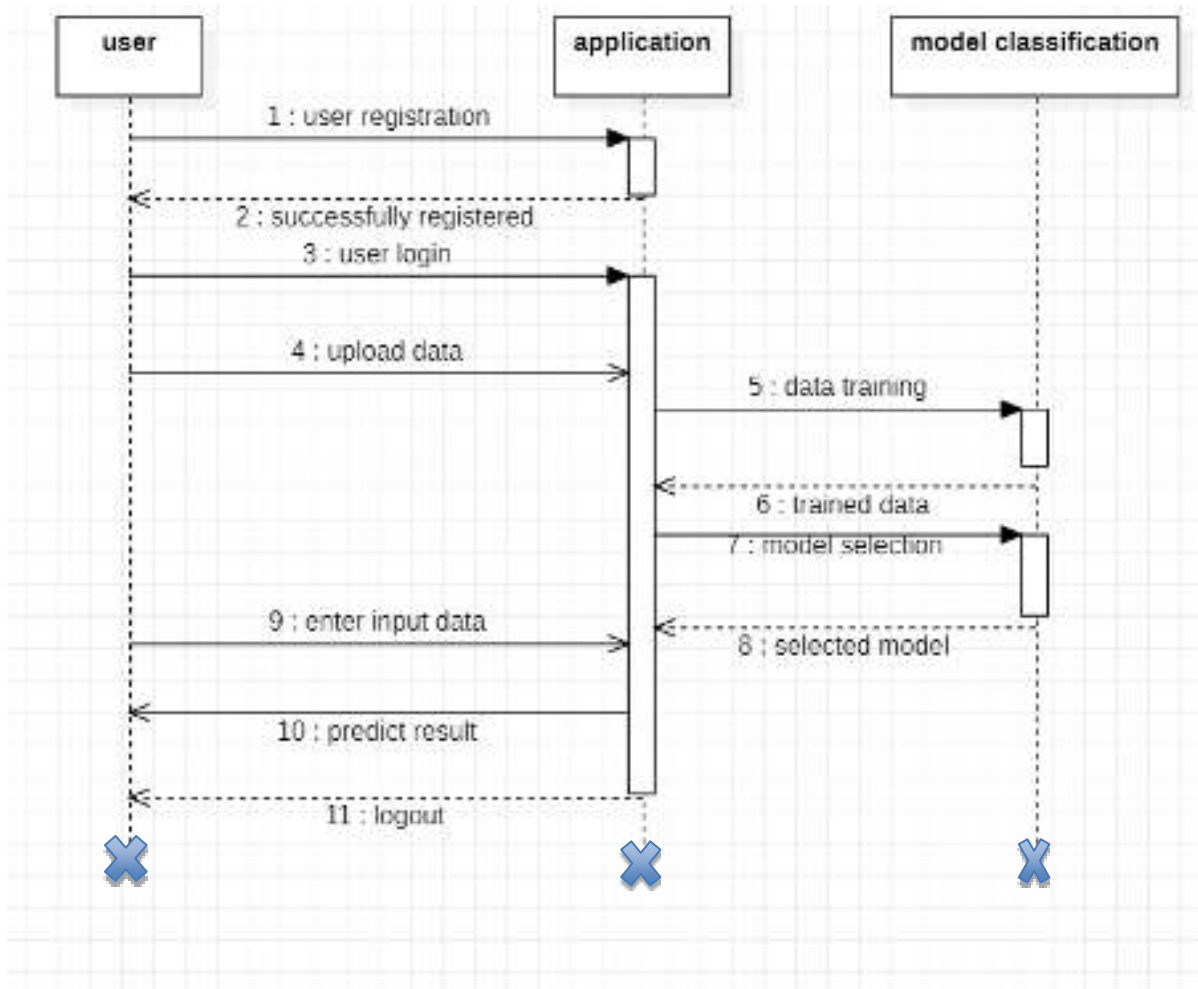 user
application
model classification
1 : user registration
2 : successfully registered
3 : user login
4 : upload data
5 : data training
6 : trained data
7 : model selection
9 : enter input data
8 : selected model
10 : predict result
11 : logout